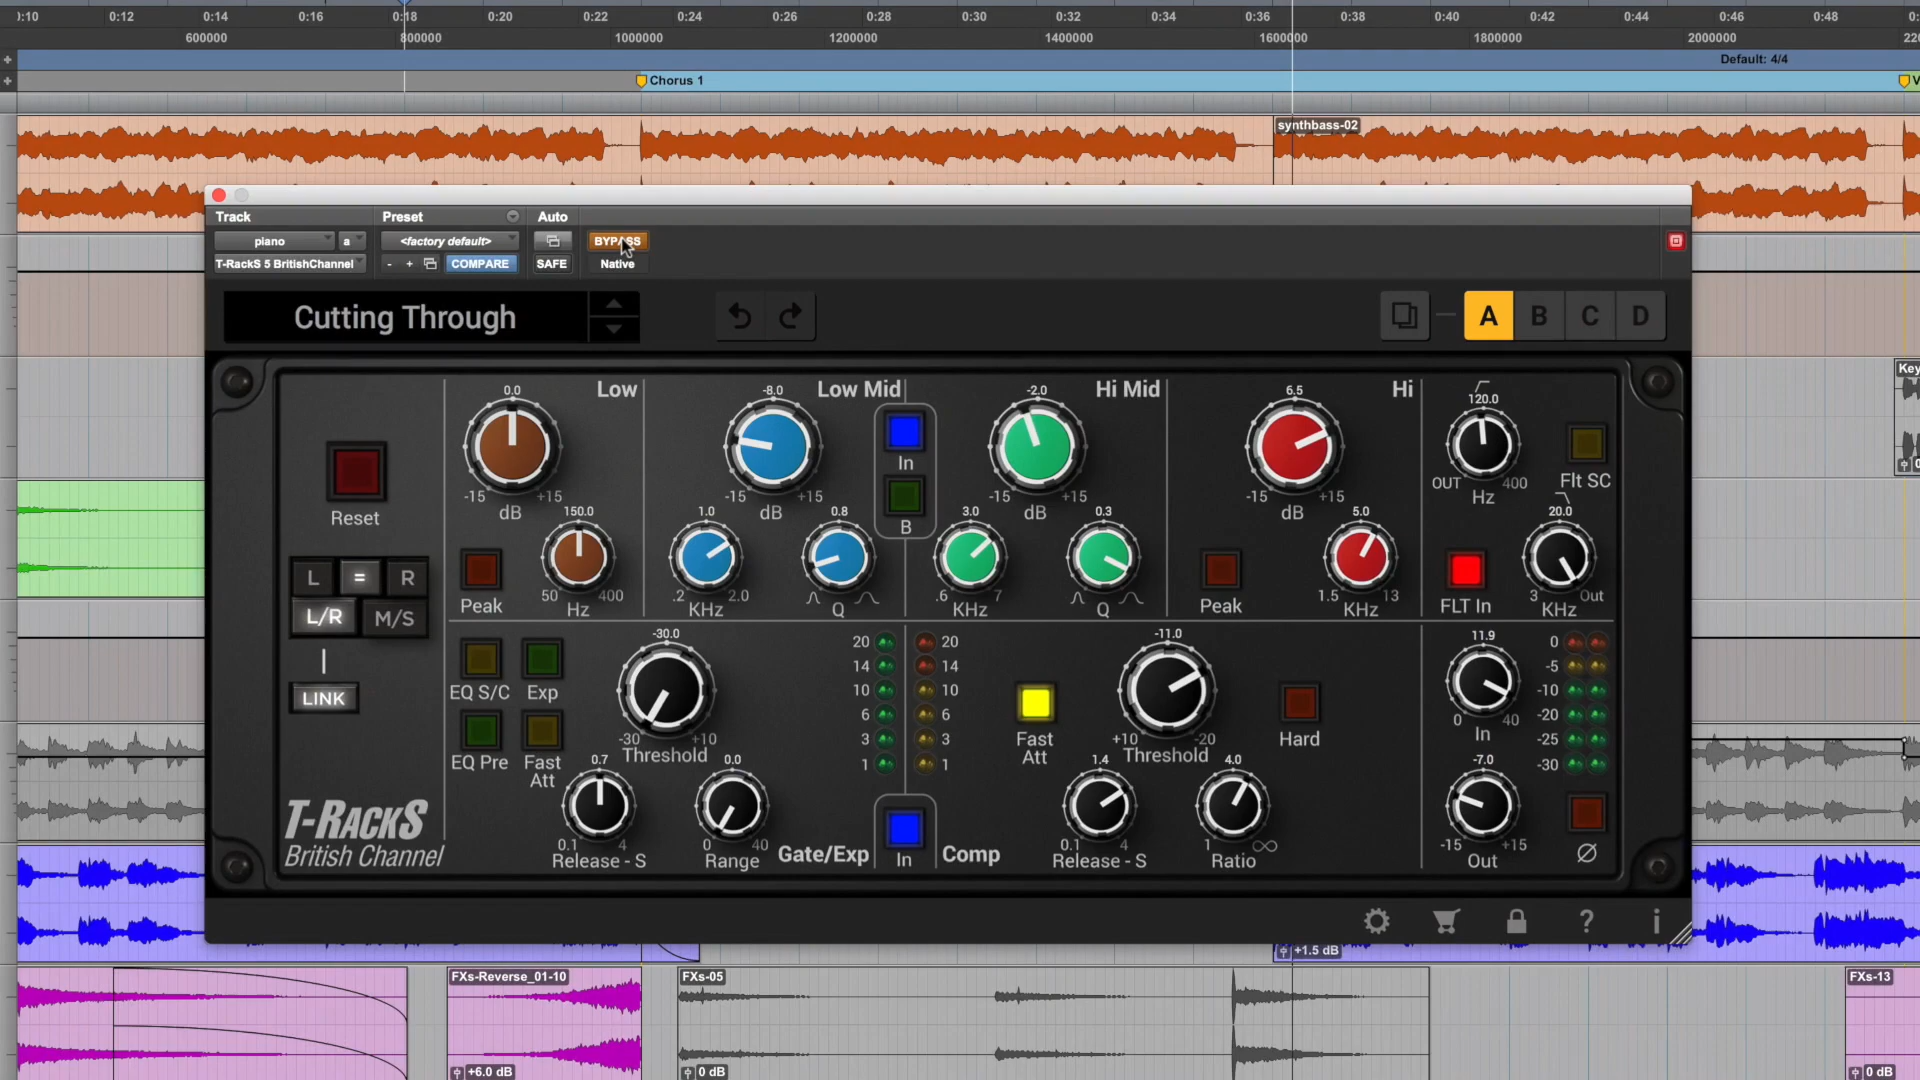 0:12 0:14 0:16 0:18 0:20 0:22 0:24 0:26 0:28 0:30 0:32 0:34 0:36 0:38 0:40 0:42 0:44 0:46 0:48
600000 800000 1000000 1200000 1400000 1600000 1800000 2000000
Default: 4/4
Chorus 1
synthbass-02
Track Preset Auto
piano a <factory default> BYPASS
T-RackS 5 BritishChannel - + COMPARE SAFE Native
Cutting Through A B C D
Key
0.0 Low -8.0 Low Mid -2.0 Hi Mid 6.5 Hi 120.0
In
-15 +15 dB -15 +15 dB -15 +15 dB -15 +15 dB OUT 400 Hz Flt SC
Reset
B
150.0 1.0 0.8 3.0 0.3 5.0 20.0
L = R
L/R M/S
Peak 50 400 Hz .2 2.0 KHz Q .6 7 KHz Q Peak 1.5 13 KHz FLT In 3 Out KHz
LINK
-30.0 -11.0 11.9
20 20
14 14
10 10
6 6
3 3
1 1
EQ S/C Exp
EQ Pre Fast Att
-30 +10 Threshold
Fast Att
+10 -20 Threshold
Hard
0 40 In
0
-5
-10
-20
-25
-30
0.7 0.0 1.4 4.0 -7.0
0.1 4 Release - S 0 40 Range Gate/Exp In Comp 0.1 4 Release - S 1 ∞ Ratio -15 +15 Out Ø
T-RackS
British Channel
? i
+1.5 dB
FXs-Reverse_01-10 FXs-05 FXs-13
+6.0 dB 0 dB 0 dB